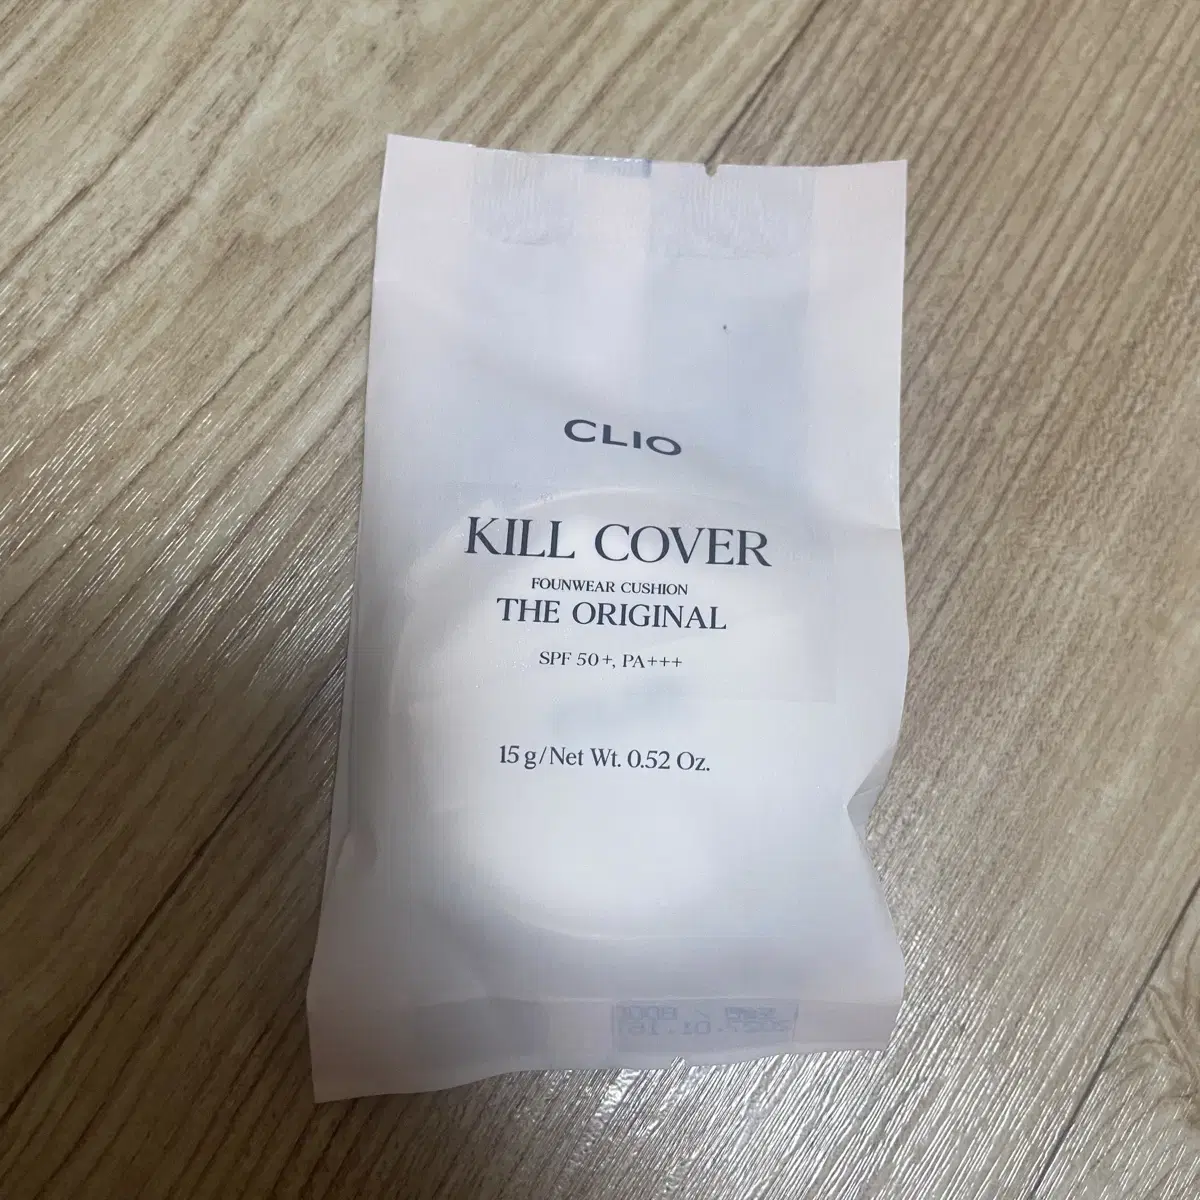 CLIO
KILL COVER
FOUNWEAR CUSHION
THE ORIGINAL
SPF 50+, PA+++
15 g/Net Wt. 0.52 Oz.